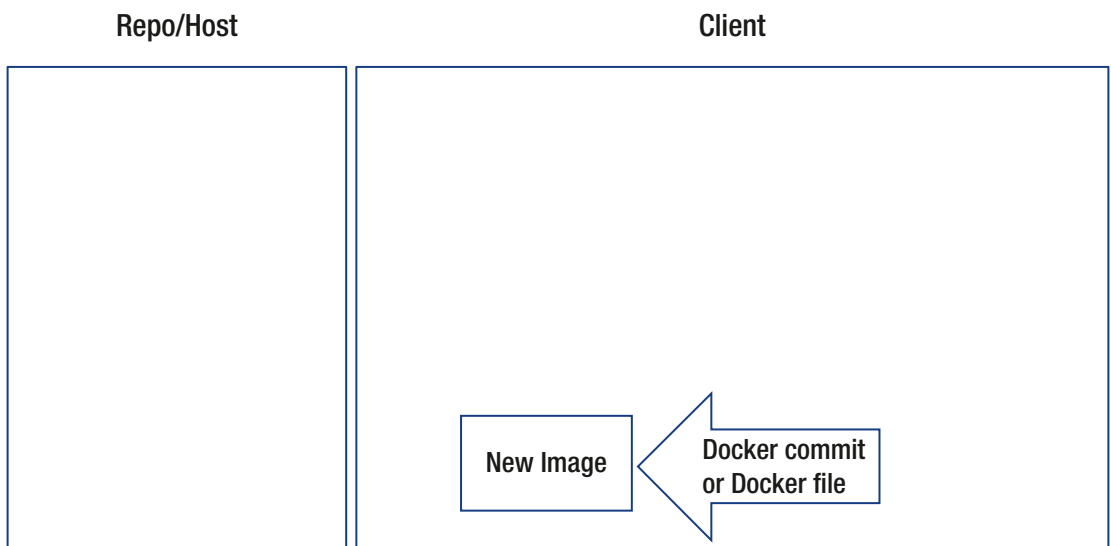 Repo/Host
Client
New Image
Docker commit
or Docker file